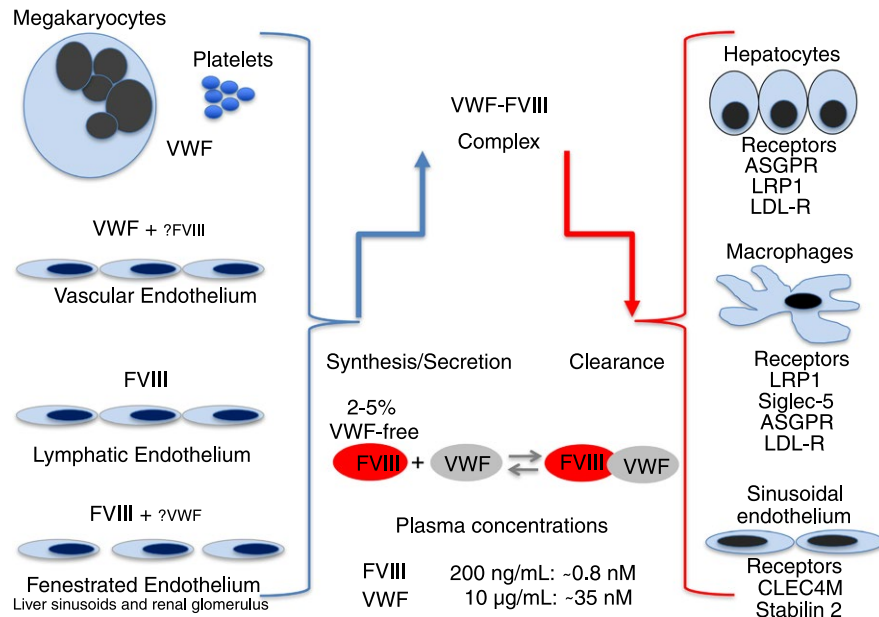 Megakaryocytes
Platelets
VWF
VWF + ?FVIII
Vascular Endothelium
FVIII
Lymphatic Endothelium
FVIII + ?VWF
Fenestrated Endothelium
Liver sinusoids and renal glomerulus
VWF-FVIII
Complex
Synthesis/Secretion
Clearance
2-5%
VWF-free
FVIII + VWF
FVIII VWF
Plasma concentrations
FVIII 200 ng/mL: ~0.8 nM
VWF 10 µg/mL: ~35 nM
Hepatocytes
Receptors
ASGPR
LRP1
LDL-R
Macrophages
Receptors
LRP1
Siglec-5
ASGPR
LDL-R
Sinusoidal
endothelium
Receptors
CLEC4M
Stabilin 2